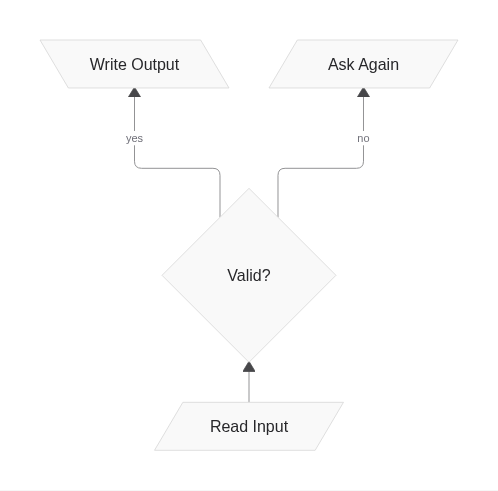 Write Output
Ask Again
yes
no
Valid?
Read Input